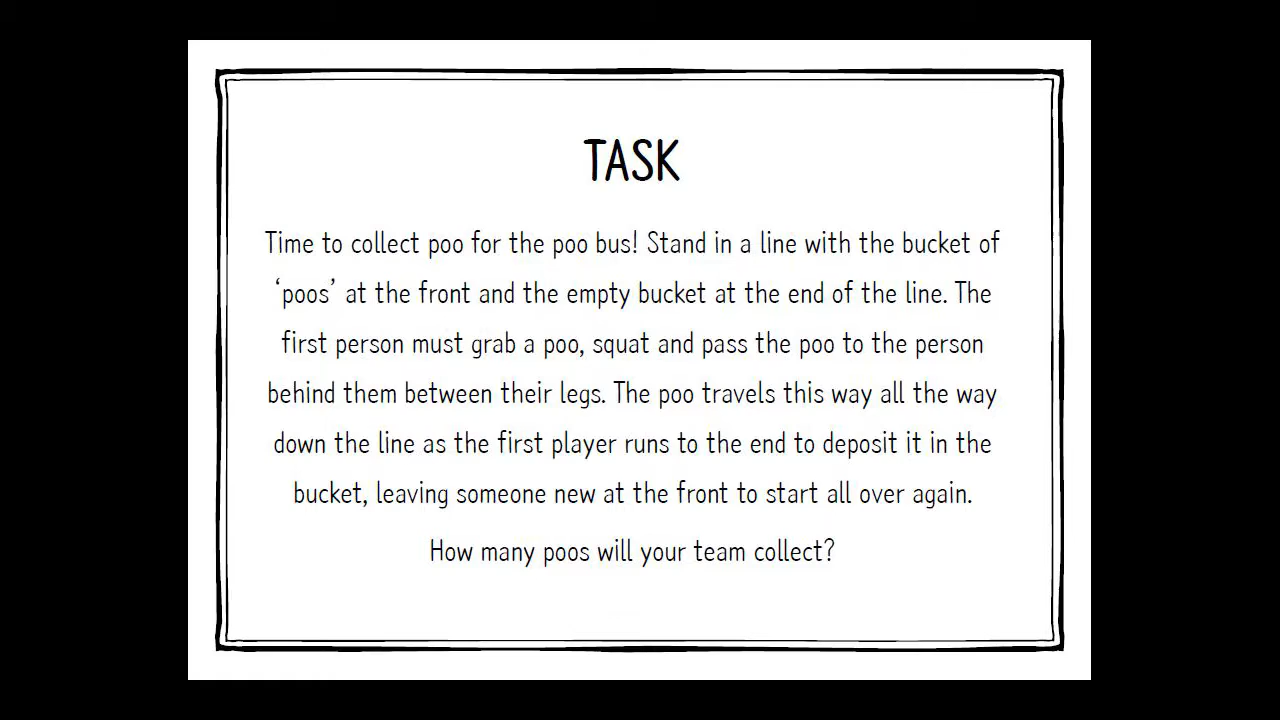 TASK
Time to collect poo for the poo bus! Stand in a line with the bucket of
‘poos’ at the front and the empty bucket at the end of the line. The
first person must grab a poo, squat and pass the poo to the person
behind them between their legs. The poo travels this way all the way
down the line as the first player runs to the end to deposit it in the
bucket, leaving someone new at the front to start all over again.
How many poos will your team collect?